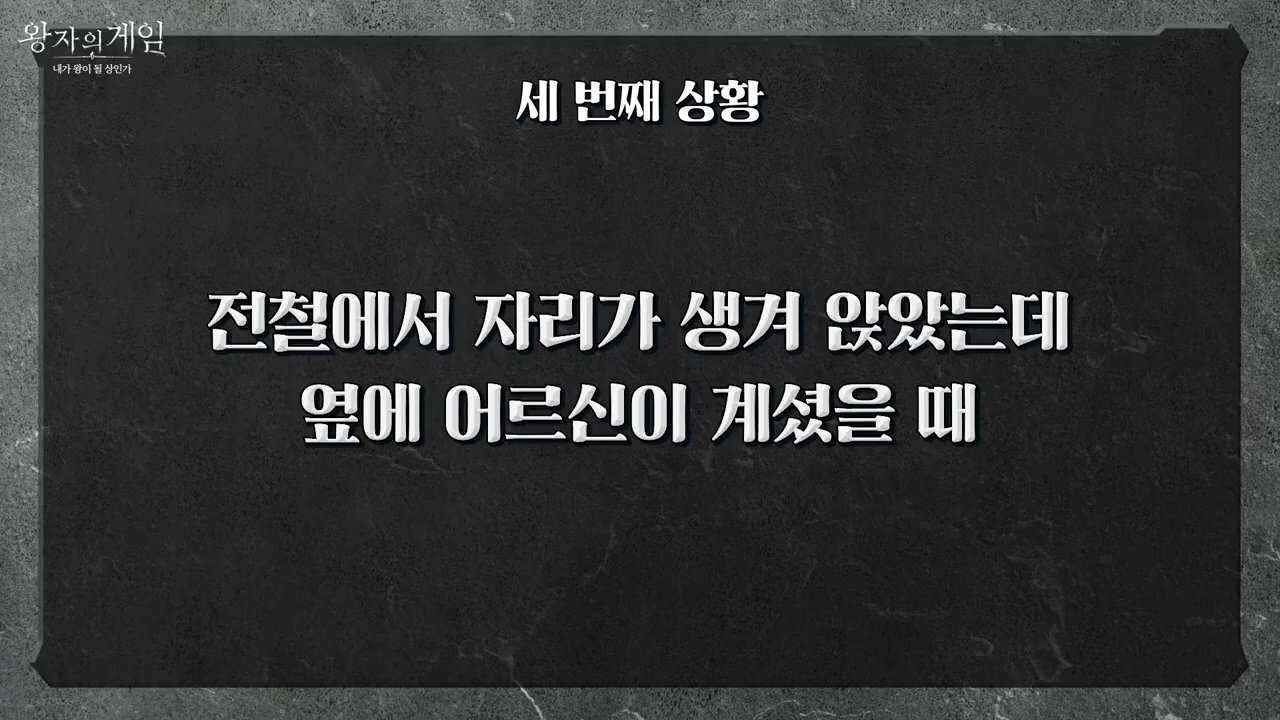 왕자의게임
내가 왕이 될 상인가
세 번째 상황
전철에서 자리가 생겨 앉았는데
옆에 어르신이 계셨을 때